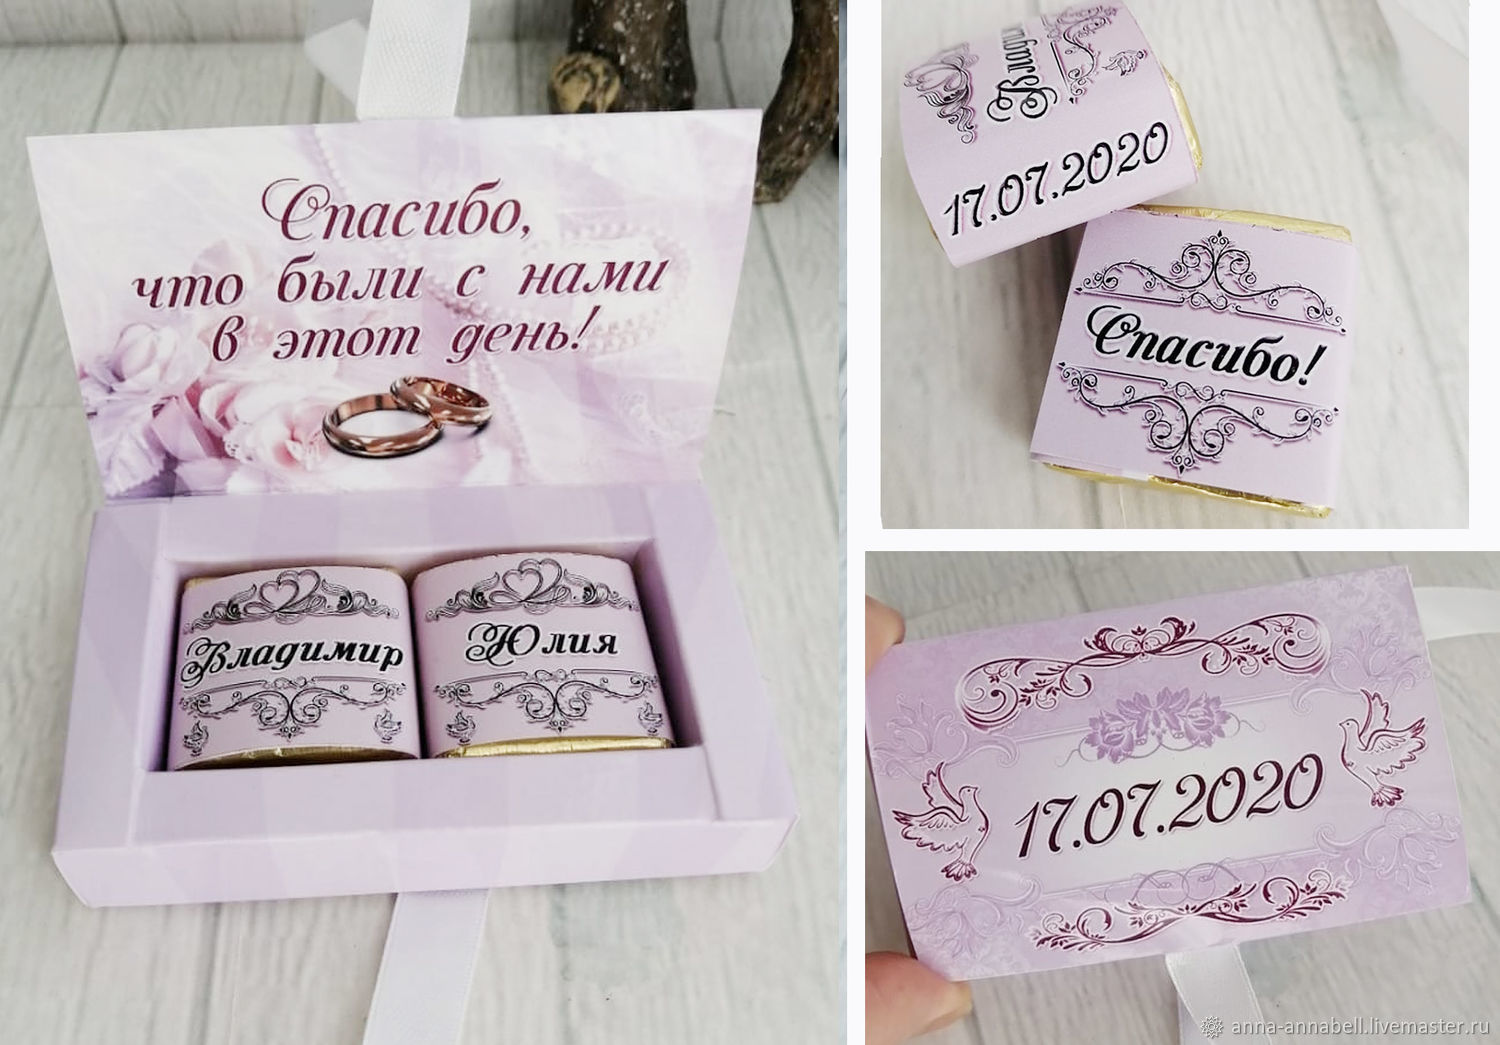 Спасибо,
что были с нами
в этот день!
Владимир
Юлия
17.07.2020
Спасибо!
17.07.2020
anna-annabell.livemaster.ru